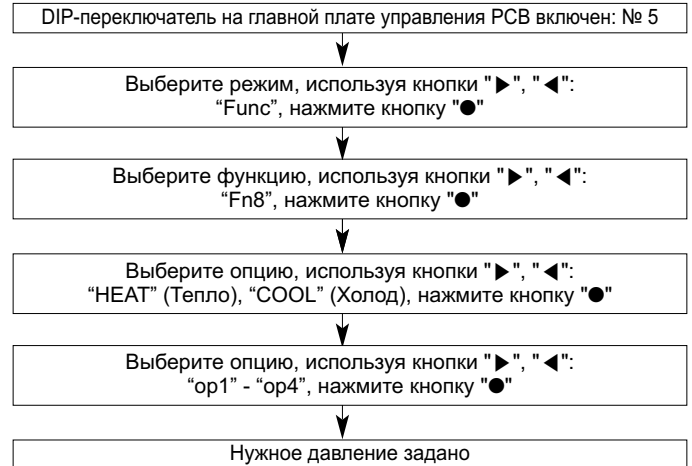 DIP-переключатель на главной плате управления PCB включен: № 5
Выберите режим, используя кнопки "▶", "◀":
“Func”, нажмите кнопку "●"
Выберите функцию, используя кнопки "▶", "◀":
“Fn8”, нажмите кнопку "●"
Выберите опцию, используя кнопки "▶", "◀":
“HEAT” (Тепло), “COOL” (Холод), нажмите кнопку "●"
Выберите опцию, используя кнопки "▶", "◀":
“op1” - “op4”, нажмите кнопку "●"
Нужное давление задано